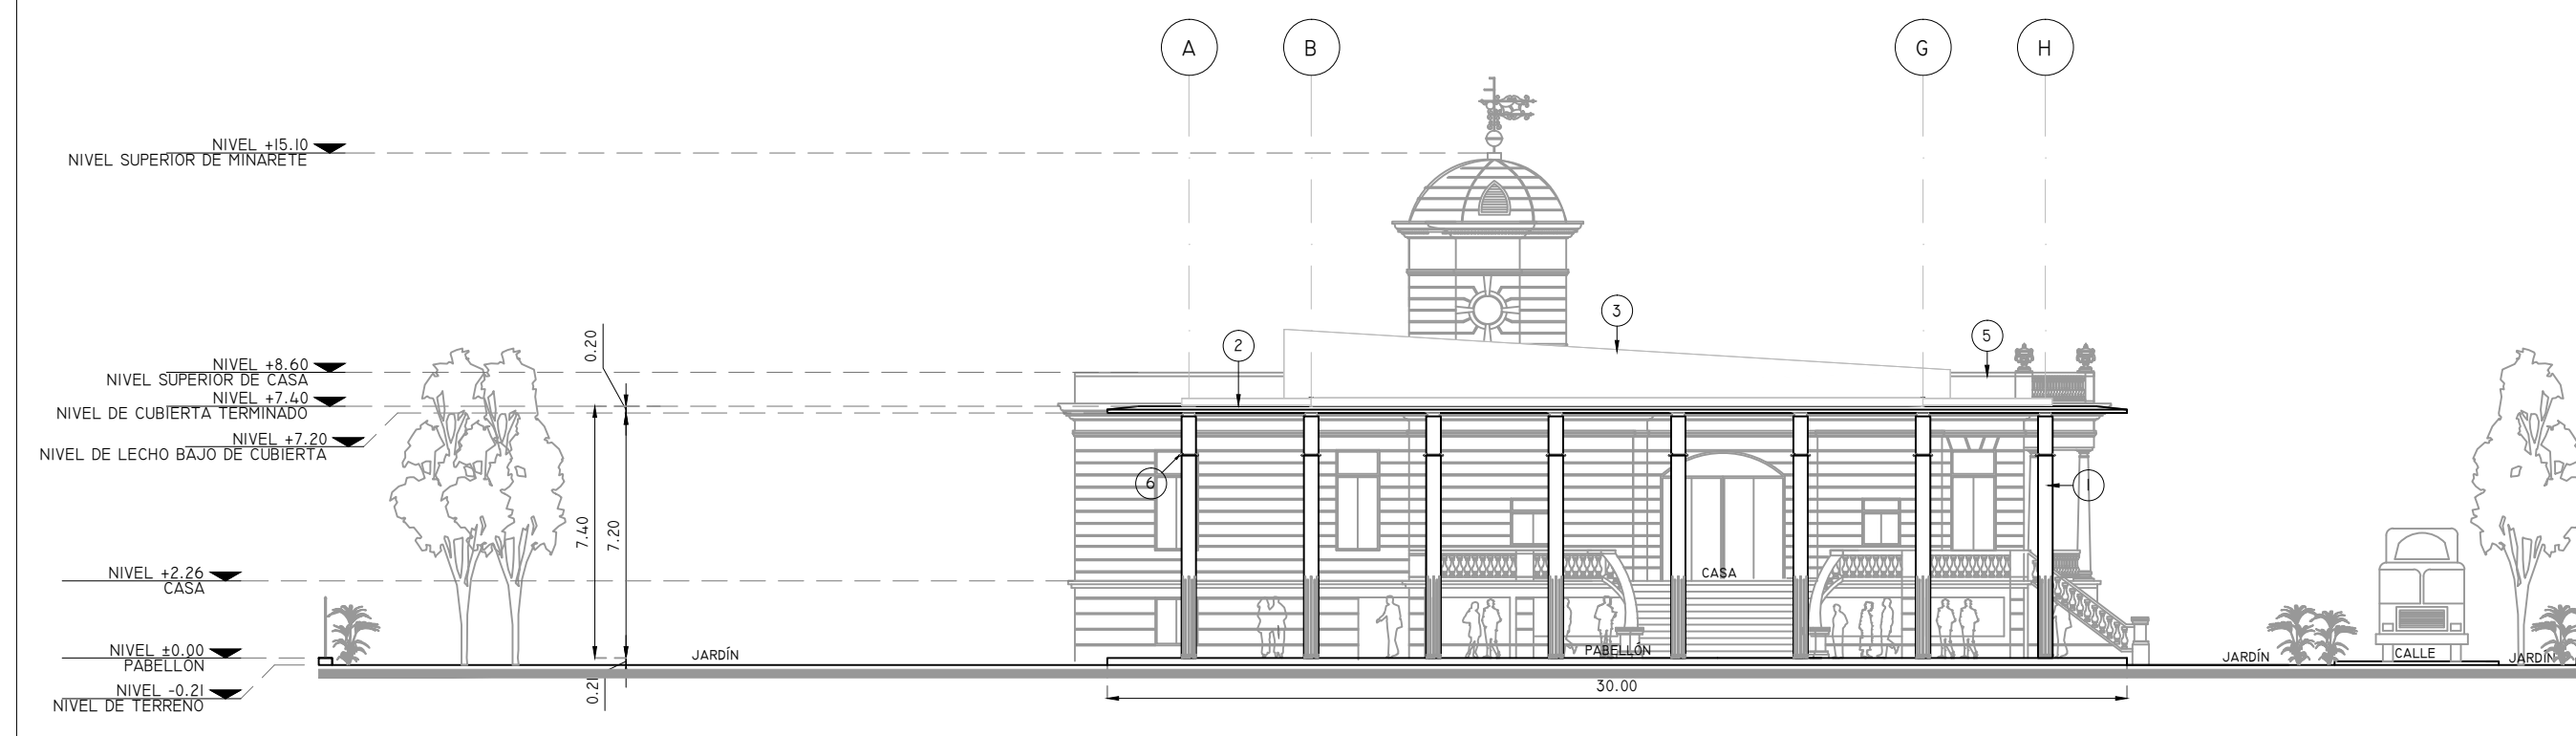 A
B
G
H
NIVEL +15.10
NIVEL SUPERIOR DE MINARETE
3
5
2
0.20
NIVEL +8.60
NIVEL SUPERIOR DE CASA
NIVEL +7.40
NIVEL DE CUBIERTA TERMINADO
NIVEL +7.20
NIVEL DE LECHO BAJO DE CUBIERTA
6
1
7.40
7.20
NIVEL +2.26
CASA
CASA
NIVEL ±0.00
PABELLÓN
JARDÍN
PABELLÓN
JARDÍN
CALLE
JARDÍN
NIVEL -0.21
NIVEL DE TERRENO
0.21
30.00